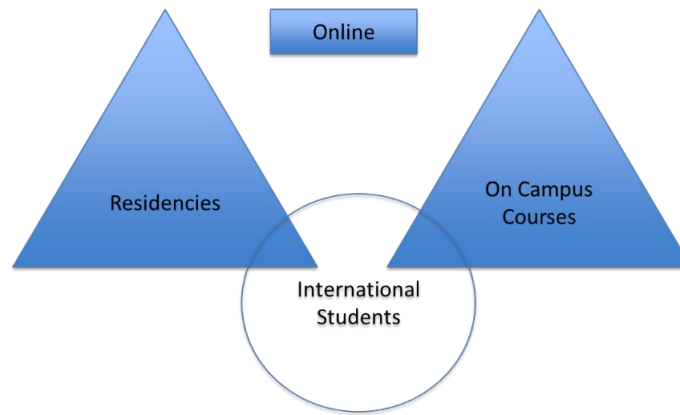 Online
Residencies
On Campus
Courses
International
Students